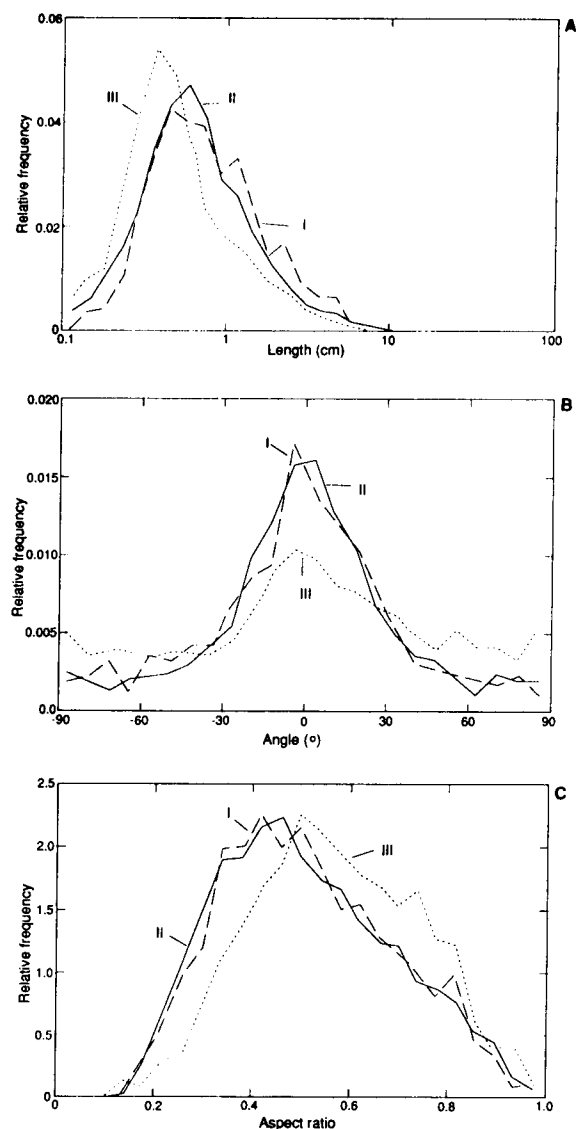 A
0.06
0.04
0.02
0
Relative frequency
III
II
I
0.1
1
10
100
Length (cm)
B
0.020
0.015
0.010
0.005
0.0
Relative frequency
I
II
III
-90
-60
-30
0
30
60
90
Angle (o)
C
2.5
2.0
1.5
1.0
0.5
0
Relative frequency
I
III
II
0
0.2
0.4
0.6
0.8
1.0
Aspect ratio